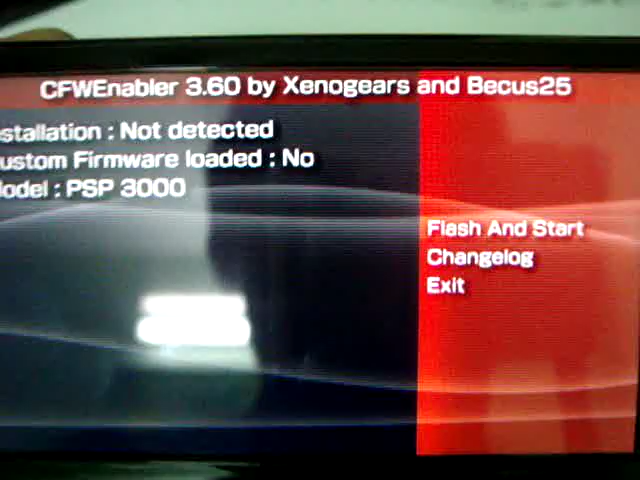 CFWEnabler 3.60 by Xenogears and Becus25
stallation : Not detected
ustom Firmware loaded : No
odel : PSP 3000
Flash And Start
Changelog
Exit